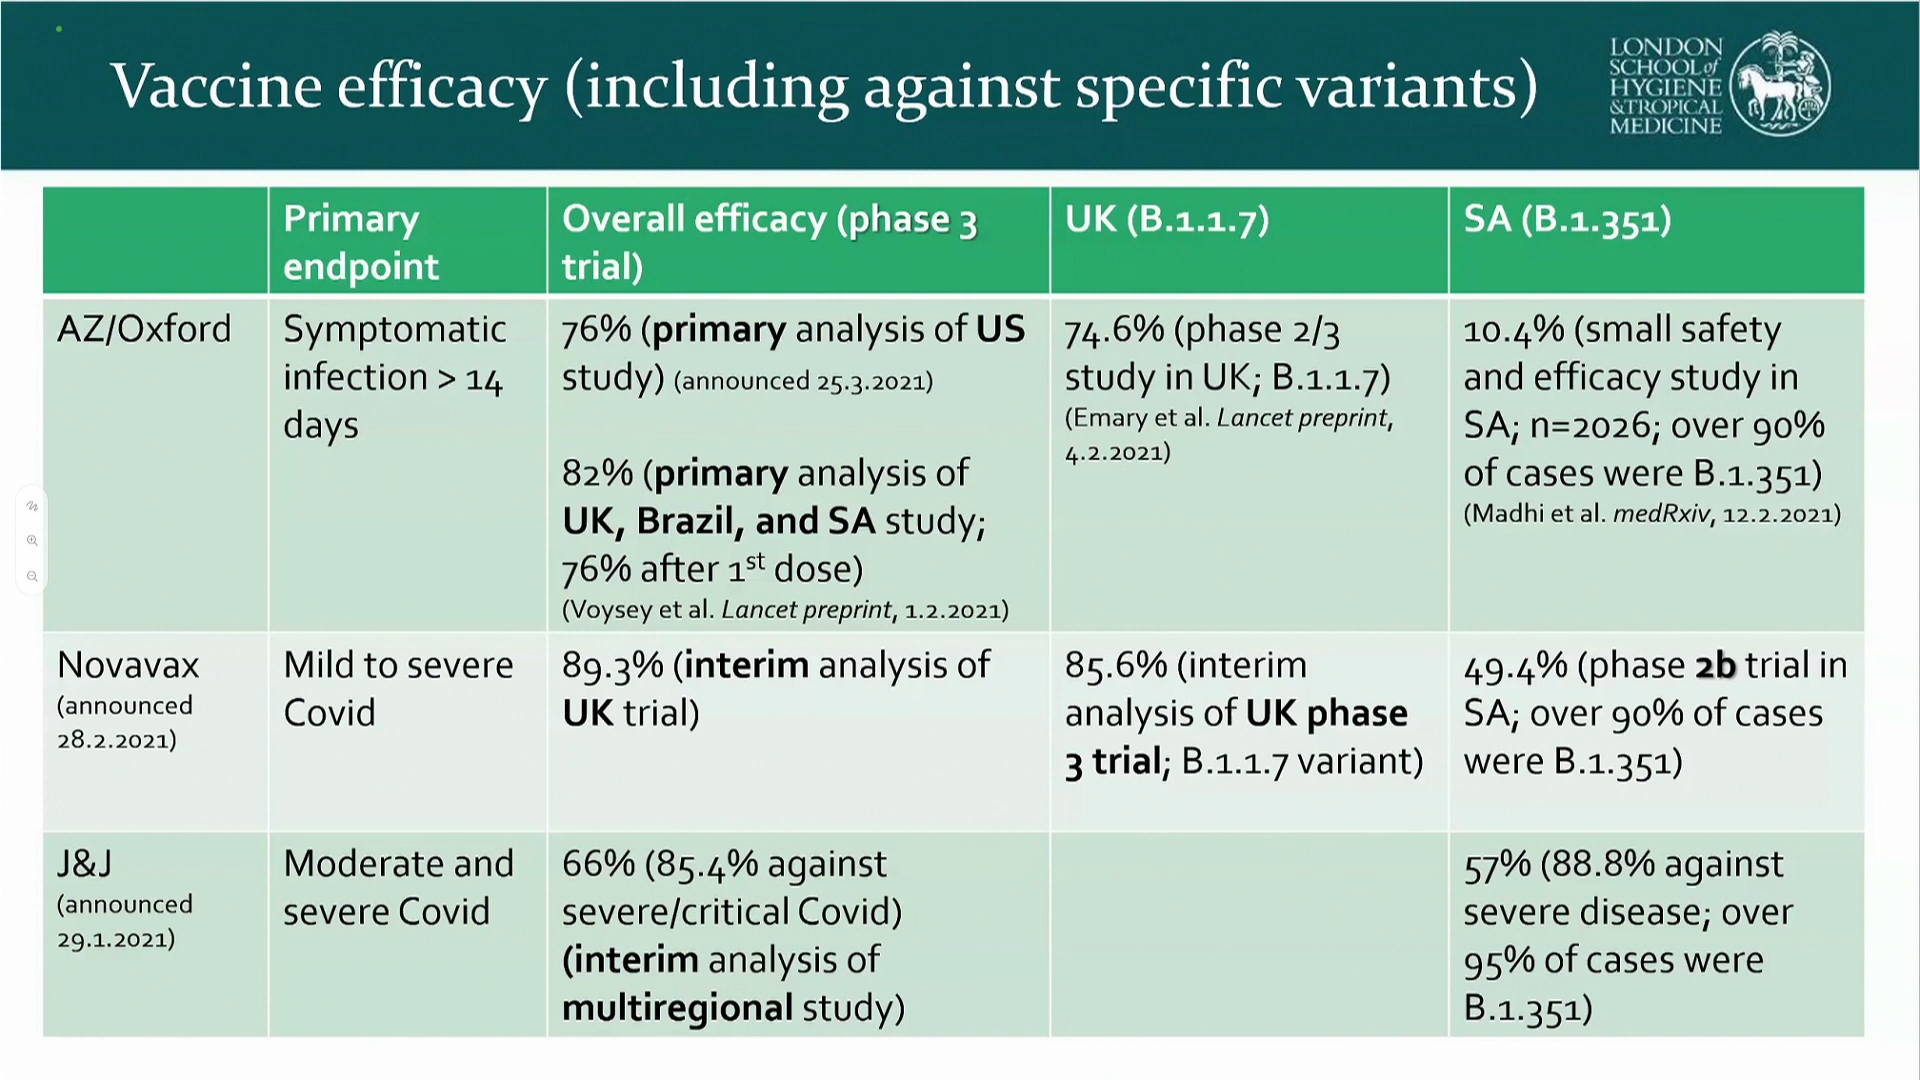 Vaccine efficacy (including against specific variants)
LONDON
SCHOOL of
HYGIENE
& TROPICAL
MEDICINE
Primary
endpoint
Overall efficacy (phase 3
trial)
UK (B.1.1.7)
SA (B.1.351)
AZ/Oxford
Symptomatic
infection > 14
days
76% (primary analysis of US
study) (announced 25.3.2021)
82% (primary analysis of
UK, Brazil, and SA study;
76% after 1st dose)
(Voysey et al. Lancet preprint, 1.2.2021)
74.6% (phase 2/3
study in UK; B.1.1.7)
(Emary et al. Lancet preprint,
4.2.2021)
10.4% (small safety
and efficacy study in
SA; n=2026; over 90%
of cases were B.1.351)
(Madhi et al. medRxiv, 12.2.2021)
Novavax
(announced
28.2.2021)
Mild to severe
Covid
89.3% (interim analysis of
UK trial)
85.6% (interim
analysis of UK phase
3 trial; B.1.1.7 variant)
49.4% (phase 2b trial in
SA; over 90% of cases
were B.1.351)
J&J
(announced
29.1.2021)
Moderate and
severe Covid
66% (85.4% against
severe/critical Covid)
(interim analysis of
multiregional study)
57% (88.8% against
severe disease; over
95% of cases were
B.1.351)